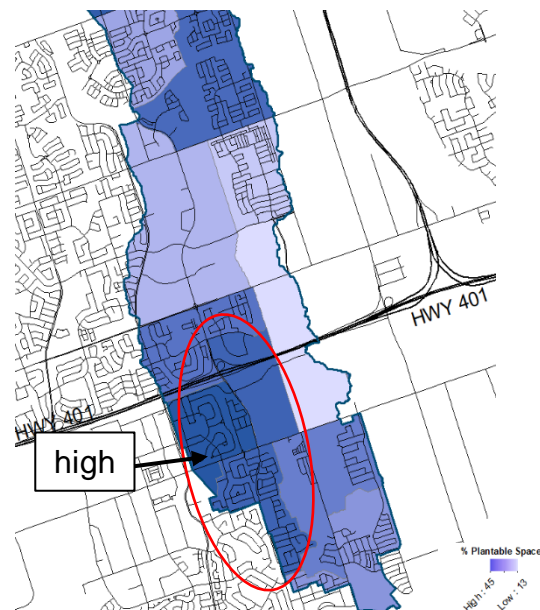 HWY 401
HWY 401
high
% Plantable Space
High : 45
Low : 13